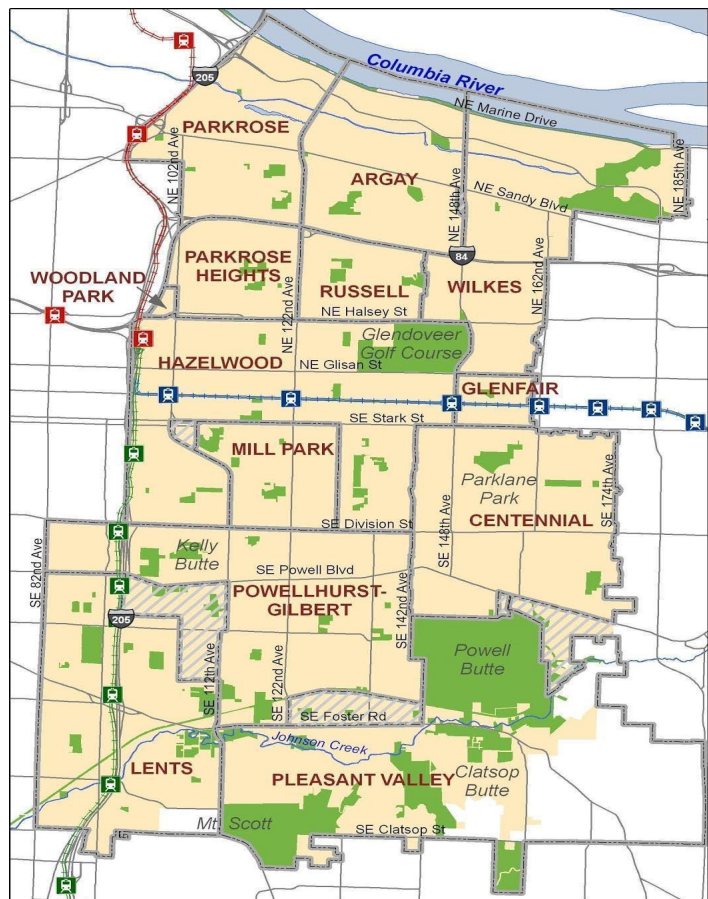 205
Columbia River
NE Marine Drive
PARKROSE
NE 102nd Ave
ARGAY
NE 148th Ave
NE Sandy Blvd
NE 185th Ave
PARKROSE
HEIGHTS
84
WOODLAND
PARK
RUSSELL
WILKES
NE 162nd Ave
NE 122nd Ave
NE Halsey St
Glendoveer
Golf Course
HAZELWOOD
NE Glisan St
GLENFAIR
SE Stark St
MILL PARK
Parklane
Park
SE 174th Ave
CENTENNIAL
SE 148th Ave
SE Division St
SE 82nd Ave
Kelly
Butte
SE Powell Blvd
POWELLHURST-
GILBERT
205
SE 142nd Ave
Powell
Butte
SE 112th Ave
SE 122nd Ave
SE Foster Rd
Johnson Creek
LENTS
PLEASANT VALLEY
Clatsop
Butte
Mt. Scott
SE Clatsop St